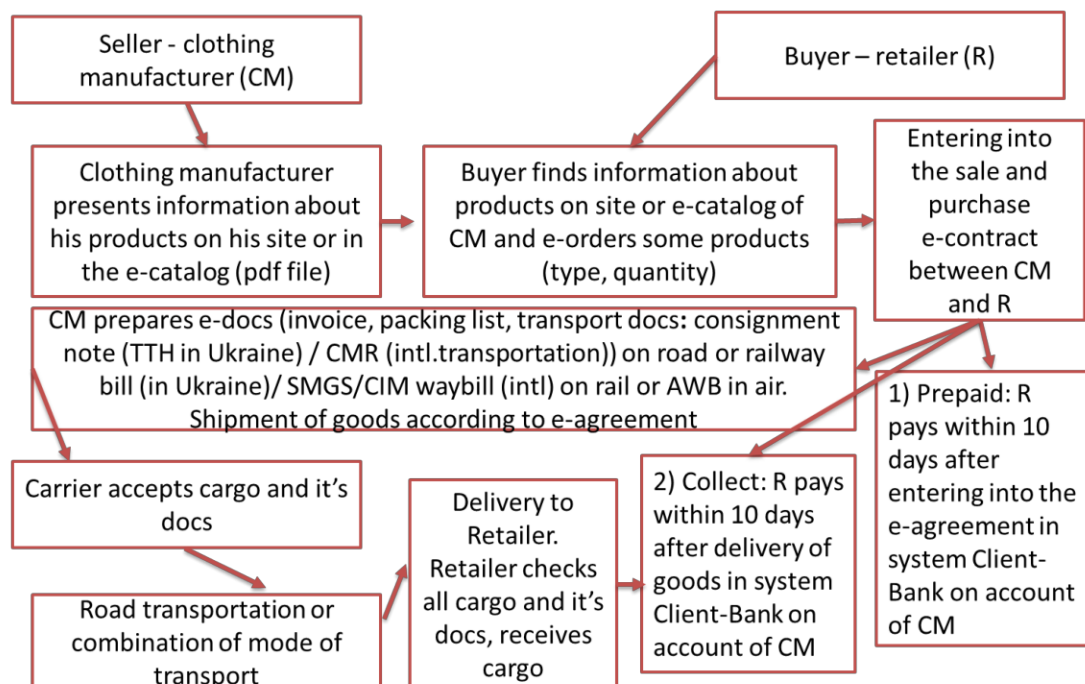 Seller - clothing
manufacturer (CM)
Buyer – retailer (R)
Clothing manufacturer
presents information about
his products on his site or in
the e-catalog (pdf file)
Buyer finds information about
products on site or e-catalog of
CM and e-orders some products
(type, quantity)
Entering into
the sale and
purchase
e-contract
between CM
and R
CM prepares e-docs (invoice, packing list, transport docs: consignment
note (TTH in Ukraine) / CMR (intl.transportation)) on road or railway
bill (in Ukraine)/ SMGS/CIM waybill (intl) on rail or AWB in air.
Shipment of goods according to e-agreement
1) Prepaid: R
pays within 10
days after
entering into the
e-agreement in
system Client-
Bank on account
of CM
Carrier accepts cargo and it's
docs
Road transportation or
combination of mode of
transport
Delivery to
Retailer.
Retailer checks
all cargo and it's
docs, receives
cargo
2) Collect: R pays
within 10 days
after delivery of
goods in system
Client-Bank on
account of CM